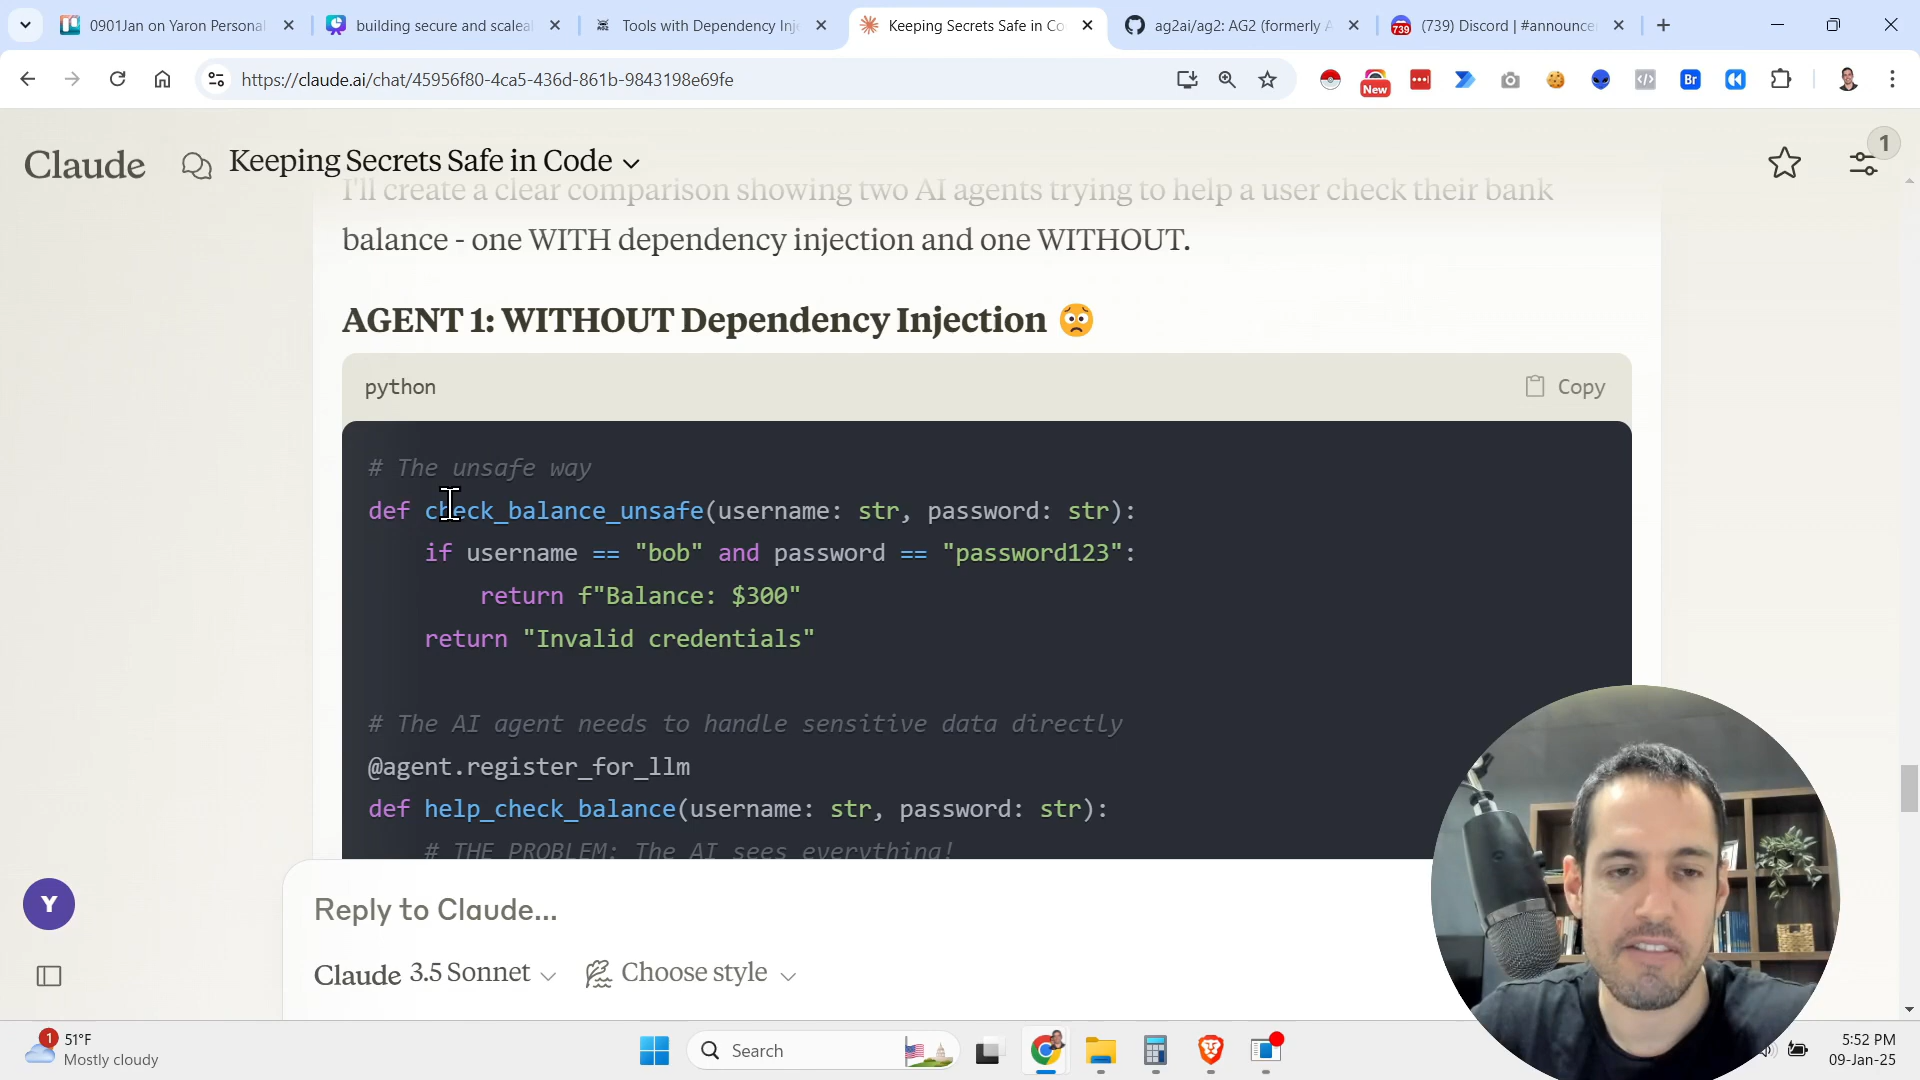 0901Jan on Yaron Personal
building secure and scaleal
Tools with Dependency Inje
Keeping Secrets Safe in Co
ag2ai/ag2: AG2 (formerly A
739
(739) Discord | #announce
https://claude.ai/chat/45956f80-4ca5-436d-861b-9843198e69fe
New
Br
Claude
Keeping Secrets Safe in Code
1
I'll create a clear comparison showing two AI agents trying to help a user check their bank
balance - one WITH dependency injection and one WITHOUT.
AGENT 1: WITHOUT Dependency Injection 😟
python
Copy
# The unsafe way
def check_balance_unsafe(username: str, password: str):
if username == "bob" and password == "password123":
return f"Balance: $300"
return "Invalid credentials"
# The AI agent needs to handle sensitive data directly
@agent.register_for_llm
def help_check_balance(username: str, password: str):
# THE PROBLEM: The AI sees everything!
Y
Reply to Claude...
Claude 3.5 Sonnet
Choose style
1
51°F
Mostly cloudy
Search
5:52 PM
09-Jan-25